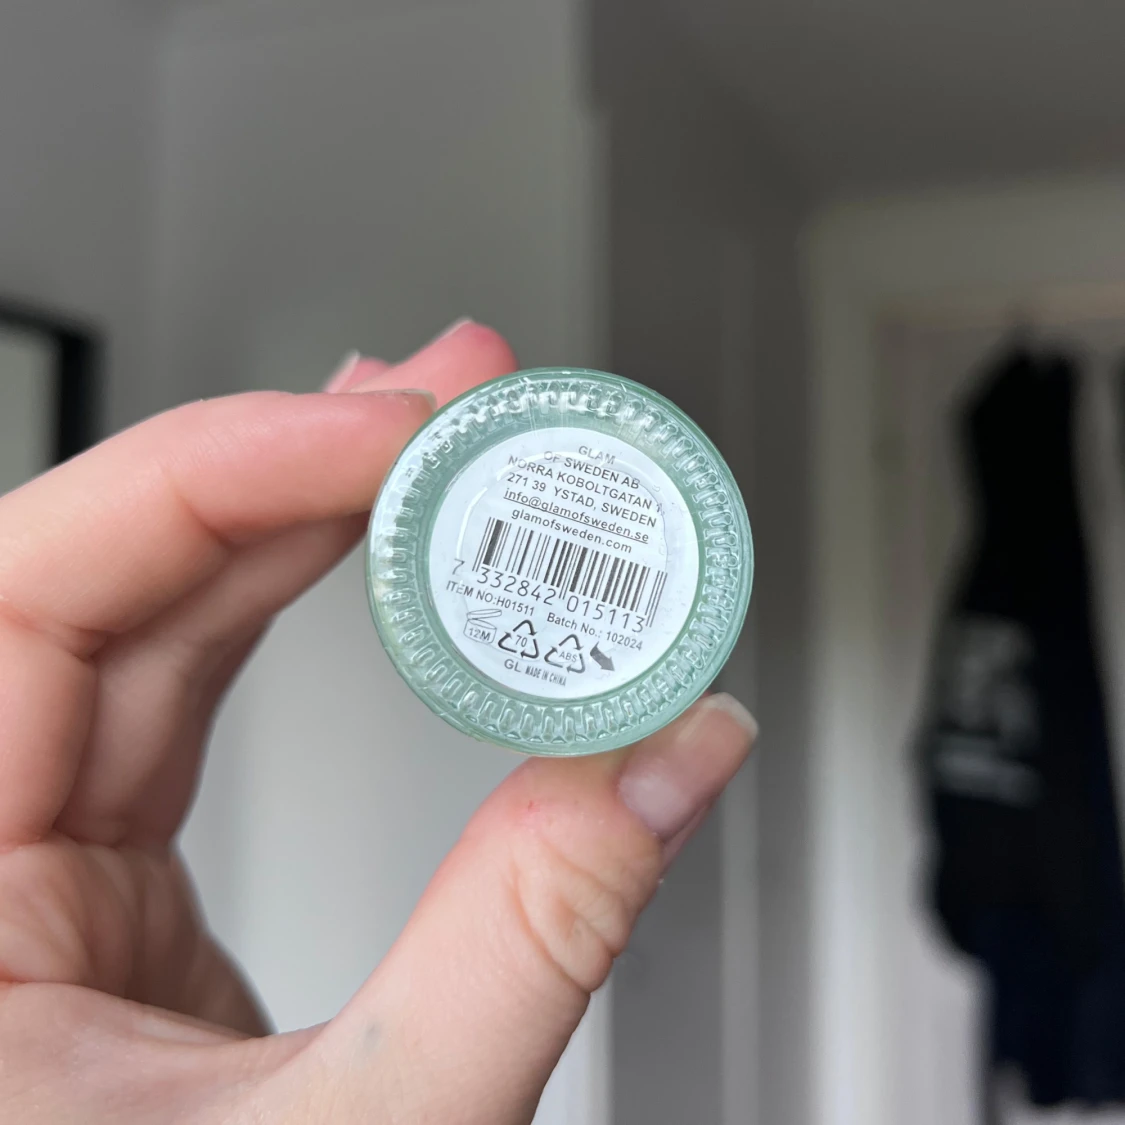 GLAM
OF SWEDEN AB
NORRA KOBOLTGATAN
271 39 YSTAD, SWEDEN
info@glamofsweden.se
glamofsweden.com
7 332842 015113
ITEM NO:H01511 Batch No.: 102024
12M 70 ABS
GL MADE IN CHINA